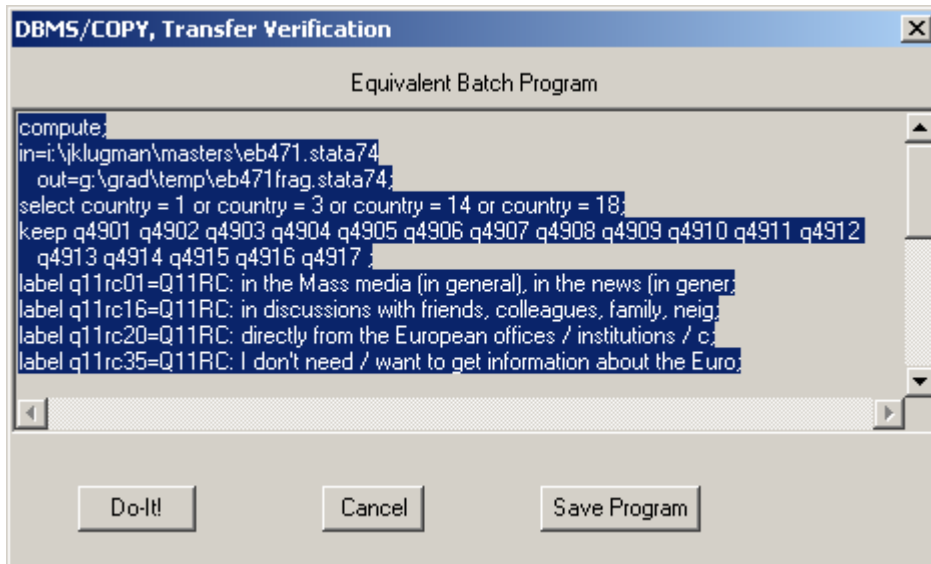 DBMS/COPY, Transfer Verification
Equivalent Batch Program
compute;
in=i:\jklugman\masters\eb471.stata74
out=g:\grad\temp\eb471frag.stata74;
select country = 1 or country = 3 or country = 14 or country = 18;
keep q4901 q4902 q4903 q4904 q4905 q4906 q4907 q4908 q4909 q4910 q4911 q4912
q4913 q4914 q4915 q4916 q4917 ;
label q11rc01=Q11RC: in the Mass media (in general), in the news (in gener;
label q11rc16=Q11RC: in discussions with friends, colleagues, family, neig;
label q11rc20=Q11RC: directly from the European offices / institutions / c;
label q11rc35=Q11RC: I don't need / want to get information about the Euro;
Do-It!
Cancel
Save Program